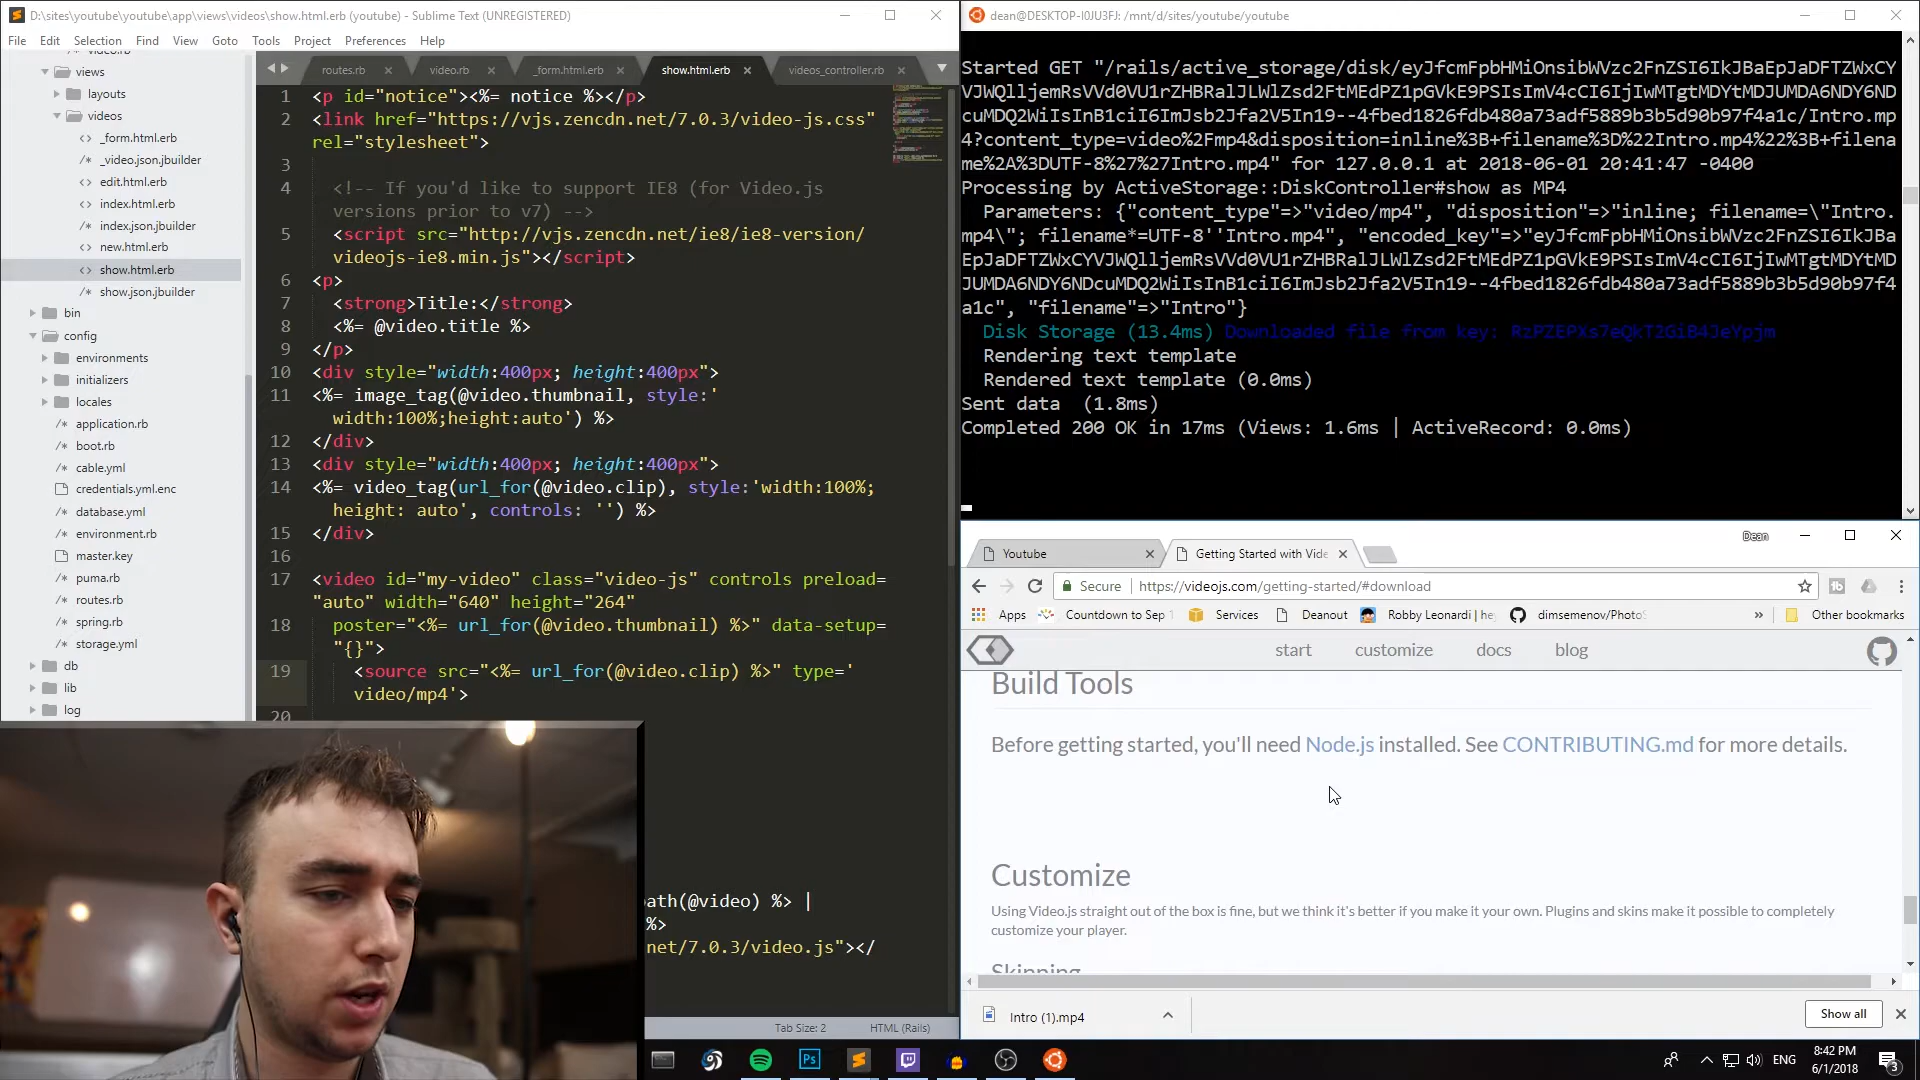 D:\sites\youtube\youtube\app\views\videos\show.html.erb (youtube) - Sublime Text (UNREGISTERED)
File Edit Selection Find View Goto Tools Project Preferences Help
video.rb
views
layouts
videos
_form.html.erb
_video.json.jbuilder
edit.html.erb
index.html.erb
index.json.jbuilder
new.html.erb
show.html.erb
show.json.jbuilder
bin
config
environments
initializers
locales
application.rb
boot.rb
cable.yml
credentials.yml.enc
database.yml
environment.rb
master.key
puma.rb
routes.rb
spring.rb
storage.yml
db
lib
log
routes.rb video.rb _form.html.erb show.html.erb videos_controller.rb
1 <p id="notice"><%= notice %></p>
2 <link href="https://vjs.zencdn.net/7.0.3/video-js.css"
rel="stylesheet">
3
4 <!-- If you'd like to support IE8 (for Video.js
versions prior to v7) -->
5 <script src="http://vjs.zencdn.net/ie8/ie8-version/
videojs-ie8.min.js"></script>
6 <p>
7 <strong>Title:</strong>
8 <%= @video.title %>
9 </p>
10 <div style="width:400px; height:400px">
11 <%= image_tag(@video.thumbnail, style:'
width:100%;height:auto') %>
12 </div>
13 <div style="width:400px; height:400px">
14 <%= video_tag(url_for(@video.clip), style:'width:100%;
height: auto', controls: '') %>
15 </div>
16
17 <video id="my-video" class="video-js" controls preload=
"auto" width="640" height="264"
18 poster="<%= url_for(@video.thumbnail) %>" data-setup=
"{}">
19 <source src="<%= url_for(@video.clip) %>" type='
video/mp4'>
20
ath(@video) %> |
%>
net/7.0.3/video.js"></
Tab Size: 2 HTML (Rails)
dean@DESKTOP-I0JU3FJ: /mnt/d/sites/youtube/youtube
Started GET "/rails/active_storage/disk/eyJfcmFpbHMiOnsibWVzc2FnZSI6IkJBaEpJaDFTZWxCY
Processing by ActiveStorage::DiskController#show as MP4
4?content_type=video%2Fmp4&disposition=inline%3B+filename%3D%22Intro.mp4%22%3B+filena
me%2A%3DUTF-8%27%27Intro.mp4" for 127.0.0.1 at 2018-06-01 20:41:47 -0400
Parameters: {"content_type"=>"video/mp4", "disposition"=>"inline; filename=\"Intro.
mp4\"; filename*=UTF-8''Intro.mp4", "encoded_key"=>"eyJfcmFpbHMiOnsibWVzc2FnZSI6IkJBa
a1c", "filename"=>"Intro"}
Disk Storage (13.4ms) Downloaded file from key: RzPZEPXs7eQkT2GiB4JeYpjm
Rendering text template
Rendered text template (0.0ms)
Sent data (1.8ms)
Completed 200 OK in 17ms (Views: 1.6ms | ActiveRecord: 0.0ms)
Dean
Youtube Getting Started with Vide
Secure https://videojs.com/getting-started/#download
Apps Countdown to Sep Services Deanout Robby Leonardi | he dimsemenov/PhotoS » Other bookmarks
start customize docs blog
Build Tools
Before getting started, you'll need Node.js installed. See CONTRIBUTING.md for more details.
Customize
Using Video.js straight out of the box is fine, but we think it's better if you make it your own. Plugins and skins make it possible to completely
customize your player.
Skinning
Intro (1).mp4 Show all
Ps ENG 8:42 PM
6/1/2018 3